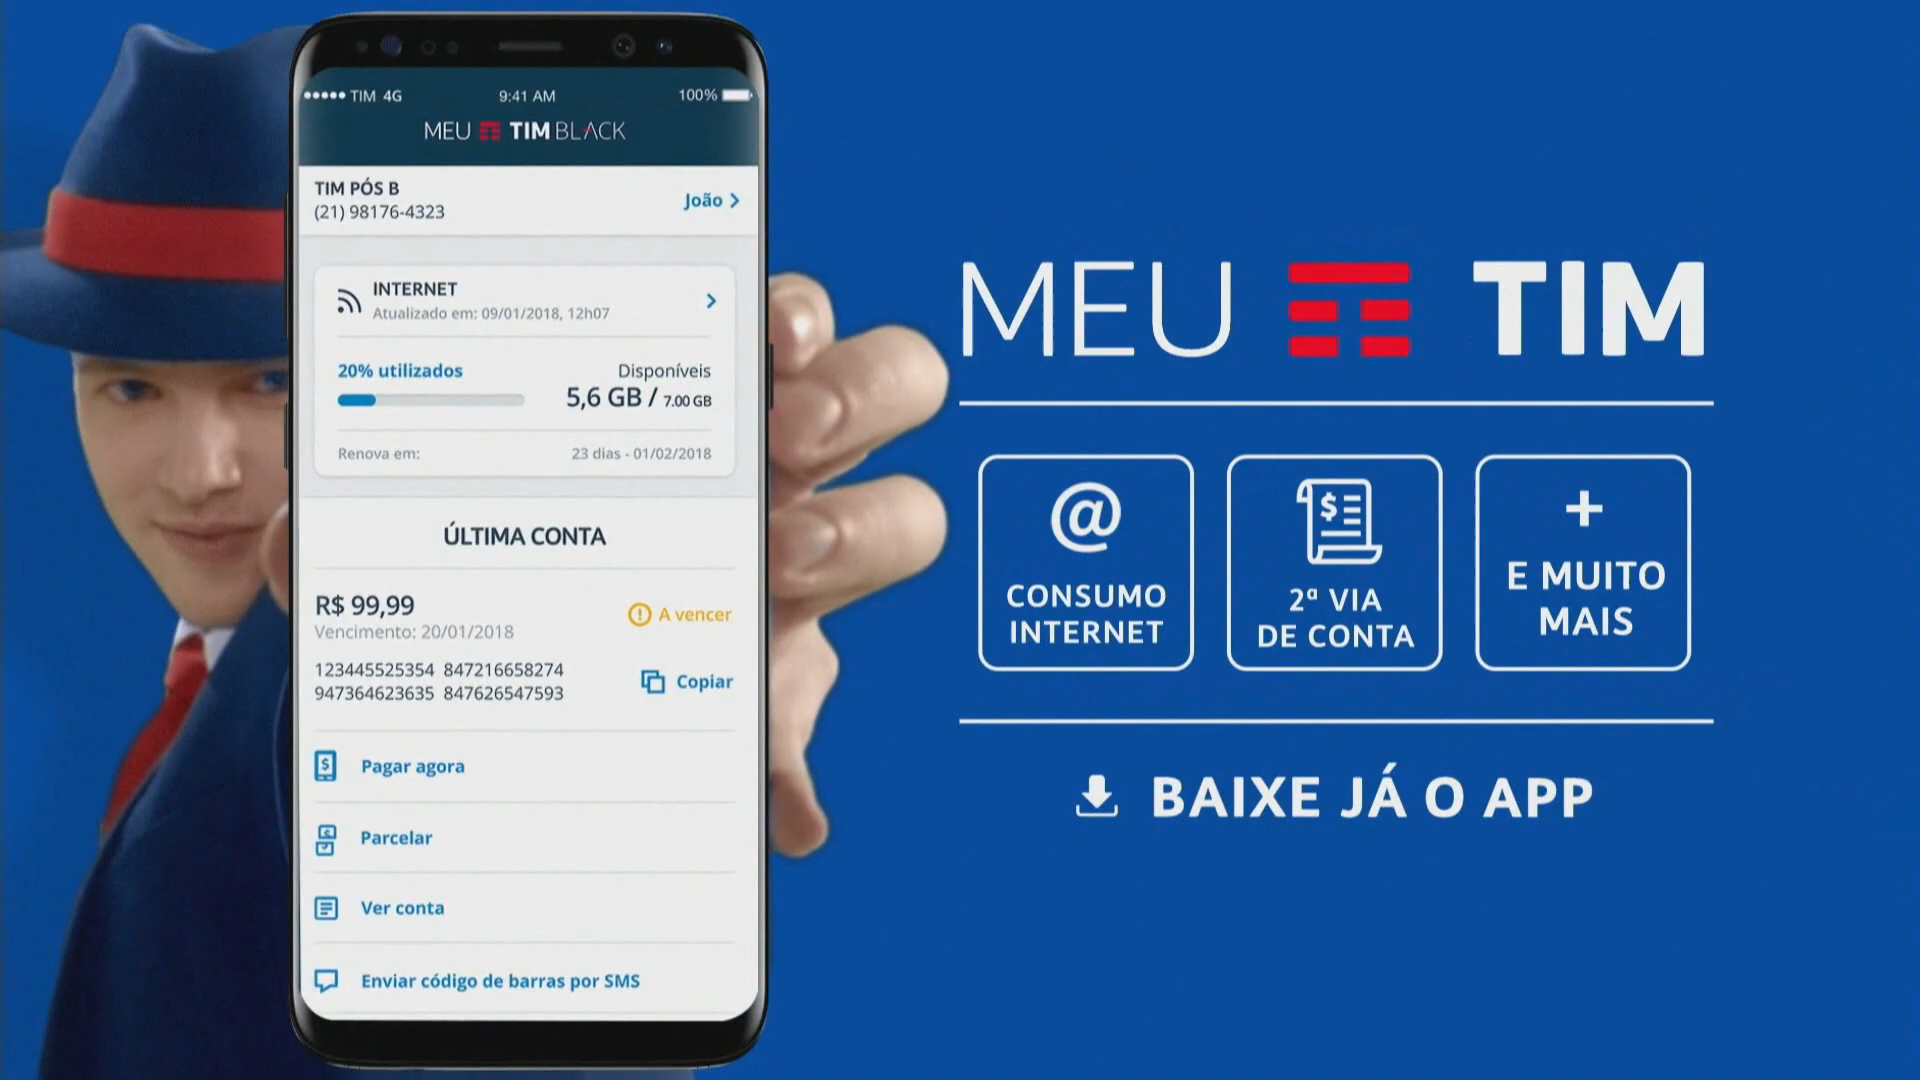 TIM 4G 9:41 AM 100%
MEU TIM BLACK
TIM PÓS B
(21) 98176-4323
João
INTERNET
Atualizado em: 09/01/2018, 12h07
20% utilizados
Disponíveis
5,6 GB / 7.00 GB
Renova em: 23 dias - 01/02/2018
ÚLTIMA CONTA
R$ 99,99
Vencimento: 20/01/2018
A vencer
123445525354 847216658274
947364623635 847626547593
Copiar
Pagar agora
Parcelar
Ver conta
Enviar código de barras por SMS
MEU TIM
@
CONSUMO
INTERNET
$
2ª VIA
DE CONTA
+
E MUITO
MAIS
BAIXE JÁ O APP